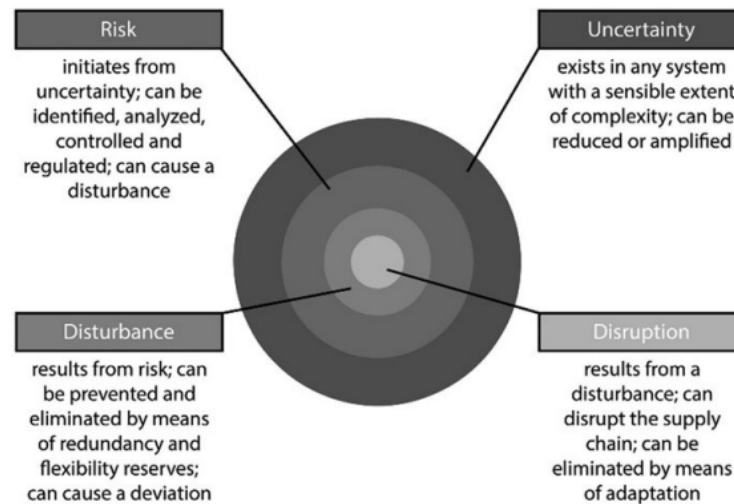 Risk
initiates from
uncertainty; can be
identified, analyzed,
controlled and
regulated; can cause a
disturbance
Uncertainty
exists in any system
with a sensible extent
of complexity; can be
reduced or amplified
Disturbance
results from risk; can
be prevented and
eliminated by means
of redundancy and
flexibility reserves;
can cause a deviation
Disruption
results from a
disturbance; can
disrupt the supply
chain; can be
eliminated by means
of adaptation